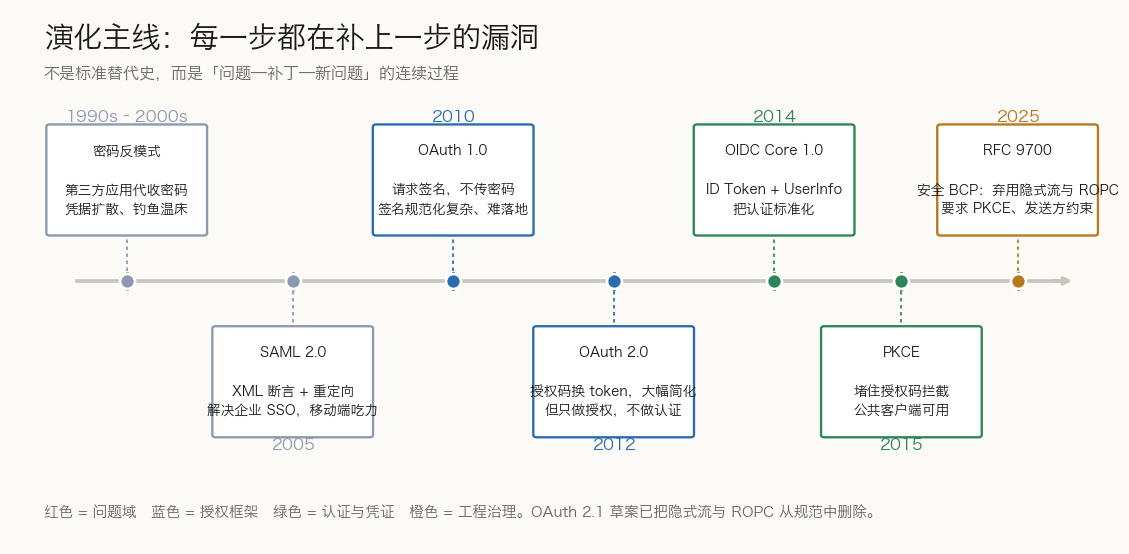 演化主线：每一步都在补上一步的漏洞
不是标准替代史，而是「问题—补丁—新问题」的连续过程
1990s - 2000s
密码反模式
第三方应用代收密码
凭据扩散、钓鱼温床
2010
OAuth 1.0
请求签名，不传密码
签名规范化复杂、难落地
2014
OIDC Core 1.0
ID Token + UserInfo
把认证标准化
2025
RFC 9700
安全 BCP：弃用隐式流与 ROPC
要求 PKCE、发送方约束
SAML 2.0
XML 断言 + 重定向
解决企业 SSO，移动端吃力
2005
OAuth 2.0
授权码换 token，大幅简化
但只做授权，不做认证
2012
PKCE
堵住授权码拦截
公共客户端可用
2015
红色 = 问题域　蓝色 = 授权框架　绿色 = 认证与凭证　橙色 = 工程治理。OAuth 2.1 草案已把隐式流与 ROPC 从规范中删除。